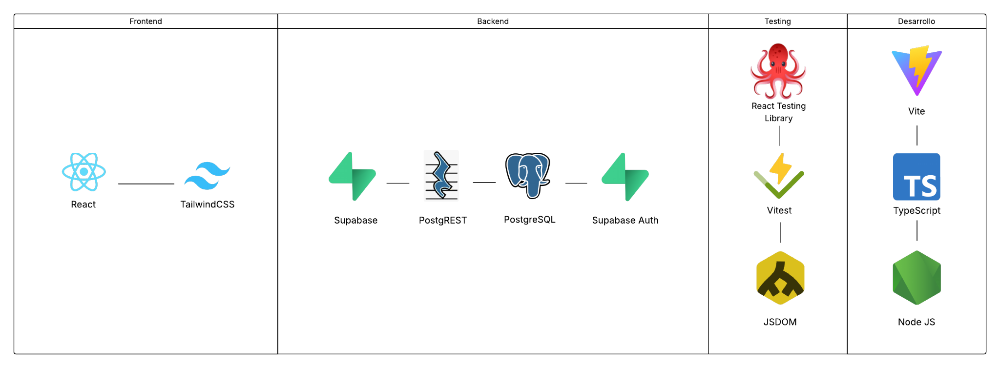 Frontend
Backend
Testing
Desarrollo
React
TailwindCSS
Supabase
PostgREST
PostgreSQL
Supabase Auth
React Testing
Library
Vitest
JSDOM
Vite
TS
TypeScript
Node JS